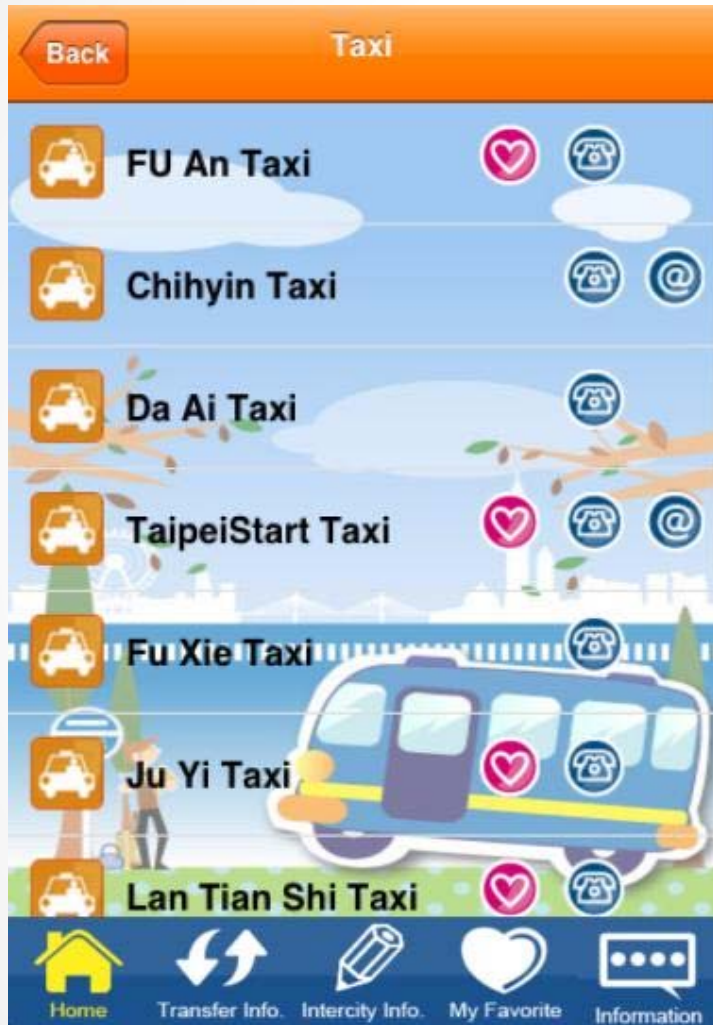 Back
Taxi
FU An Taxi
Chihyin Taxi
@
Da Ai Taxi
TaipeiStart Taxi
@
Fu Xie Taxi
Ju Yi Taxi
Lan Tian Shi Taxi
Home
Transfer Info.
Intercity Info.
My Favorite
Information